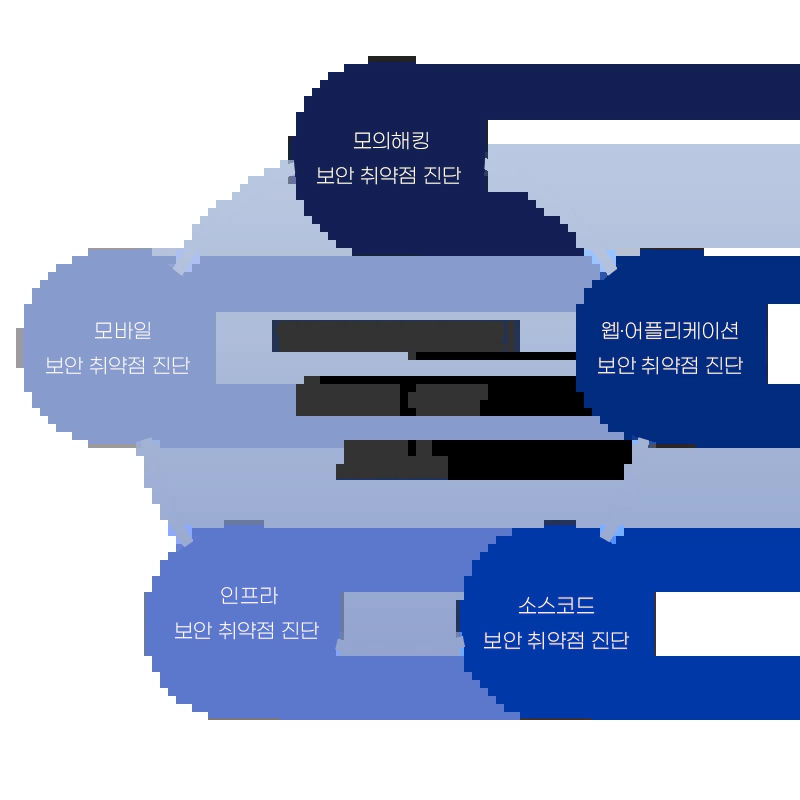 모의해킹
보안 취약점 진단
모바일
보안 취약점 진단
웹·어플리케이션
보안 취약점 진단
인프라
보안 취약점 진단
소스코드
보안 취약점 진단